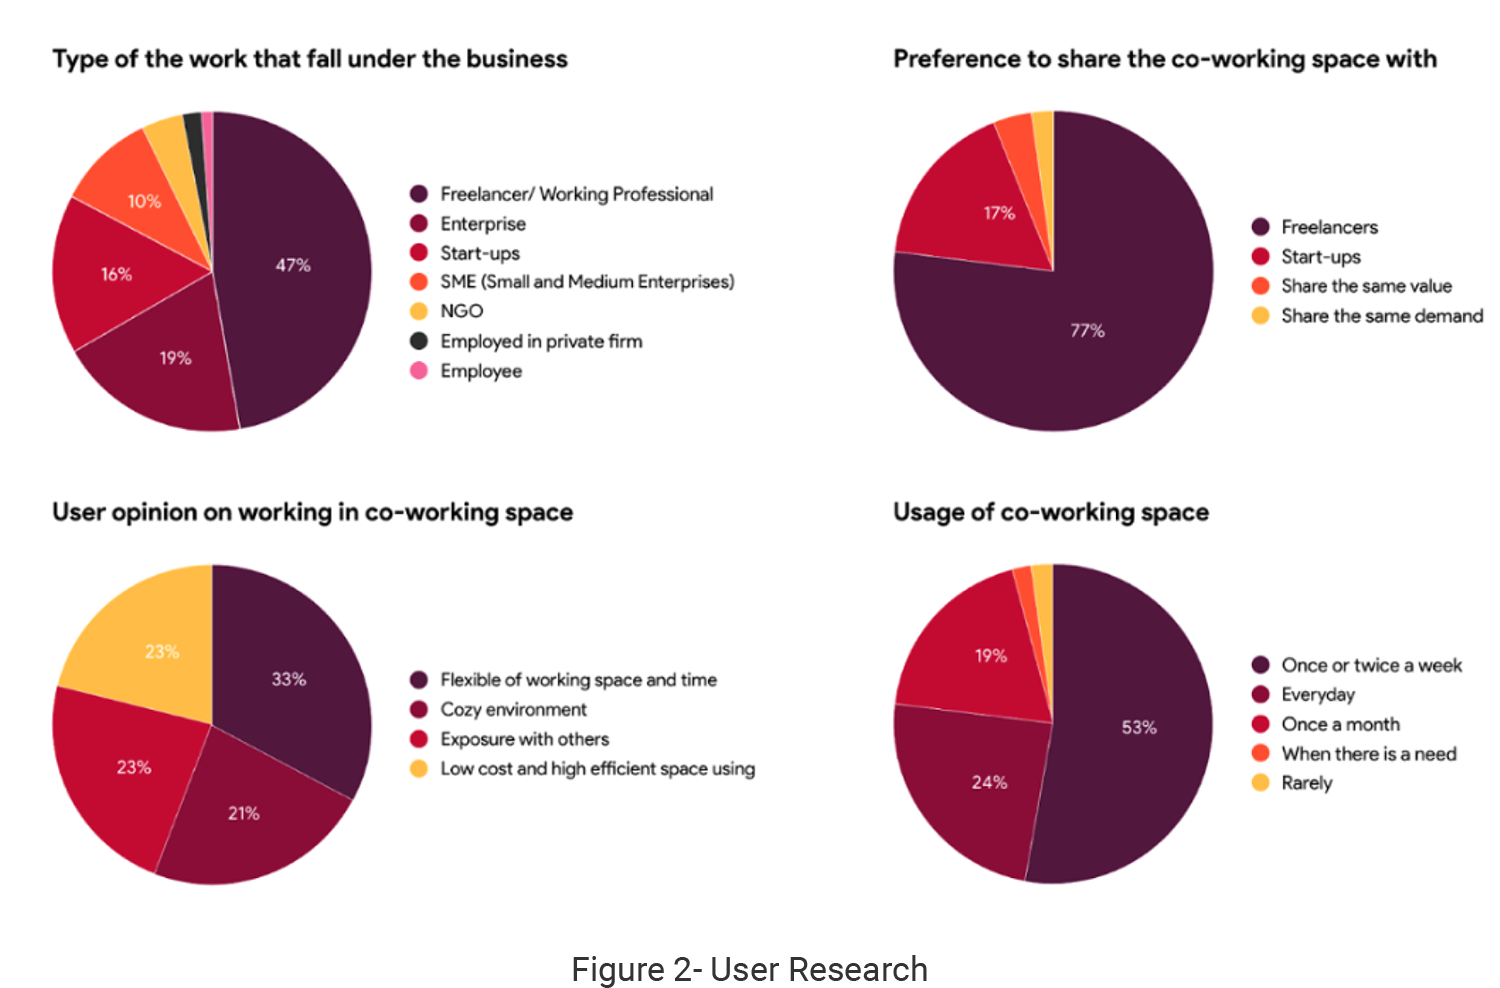 Type of the work that fall under the business
10%
16%
47%
19%
Freelancer/ Working Professional
Enterprise
Start-ups
SME (Small and Medium Enterprises)
NGO
Employed in private firm
Employee
Preference to share the co-working space with
17%
77%
Freelancers
Start-ups
Share the same value
Share the same demand
User opinion on working in co-working space
23%
33%
23%
21%
Flexible of working space and time
Cozy environment
Exposure with others
Low cost and high efficient space using
Usage of co-working space
19%
53%
24%
Once or twice a week
Everyday
Once a month
When there is a need
Rarely
Figure 2- User Research